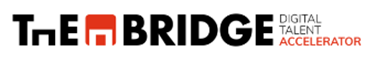 THE BRIDGE
DIGITAL
TALENT
ACCELERATOR